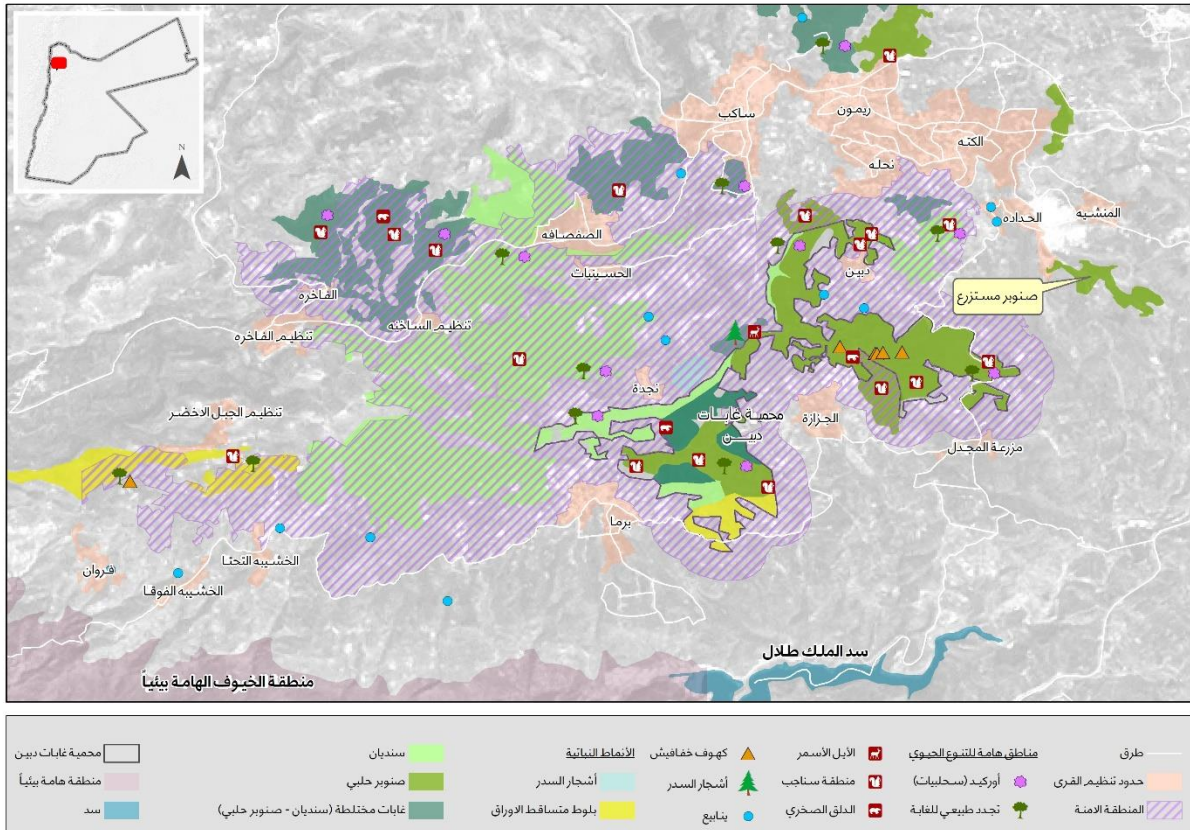 N
ساكب
ريمون
الكته
نحله
المنشيه
الحداده
الصفصافه
دبين
صنوبر مستزرع
الحسينيات
الفاخره
تنظيم الساخنه
تنظيم الفاخره
نجدة
محمية غابات
دبين
الجزازة
تنظيم الجبل الاخضر
مزرعة المجدل
برما
الخشيبه التحتا
قروان
الخشيبه الفوقا
سد الملك طلال
منطقة الخيوف الهامة بيئياً
طرق
حدود تنظيم القرى
المنطقة الامنة
مناطق هامة للتنوع الحيوي
أوركيد (سحلبيات)
تجدد طبيعي للغابة
الأيل الأسمر
منطقة سناجب
الدلق الصخري
كهوف خفافيش
أشجار السدر
ينابيع
الأنماط النباتية
أشجار السدر
بلوط متساقط الاوراق
سنديان
صنوبر حلبي
غابات مختلطة (سنديان - صنوبر حلبي)
محمية غابات دبين
منطقة هامة بيئياً
سد